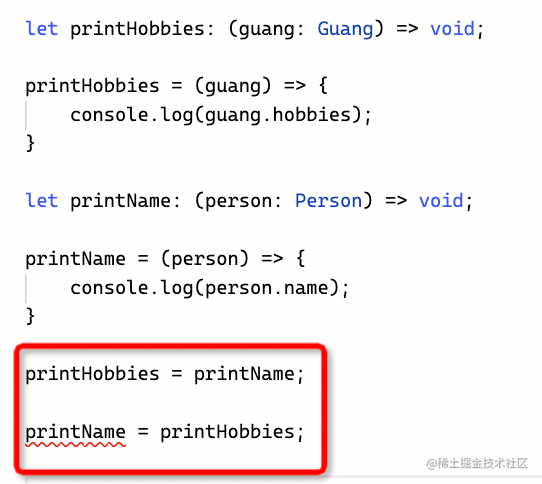 let printHobbies: (guang: Guang) => void;
printHobbies = (guang) => {
    console.log(guang.hobbies);
}
let printName: (person: Person) => void;
printName = (person) => {
    console.log(person.name);
}
printHobbies = printName;
printName = printHobbies;
@稀土掘金技术社区